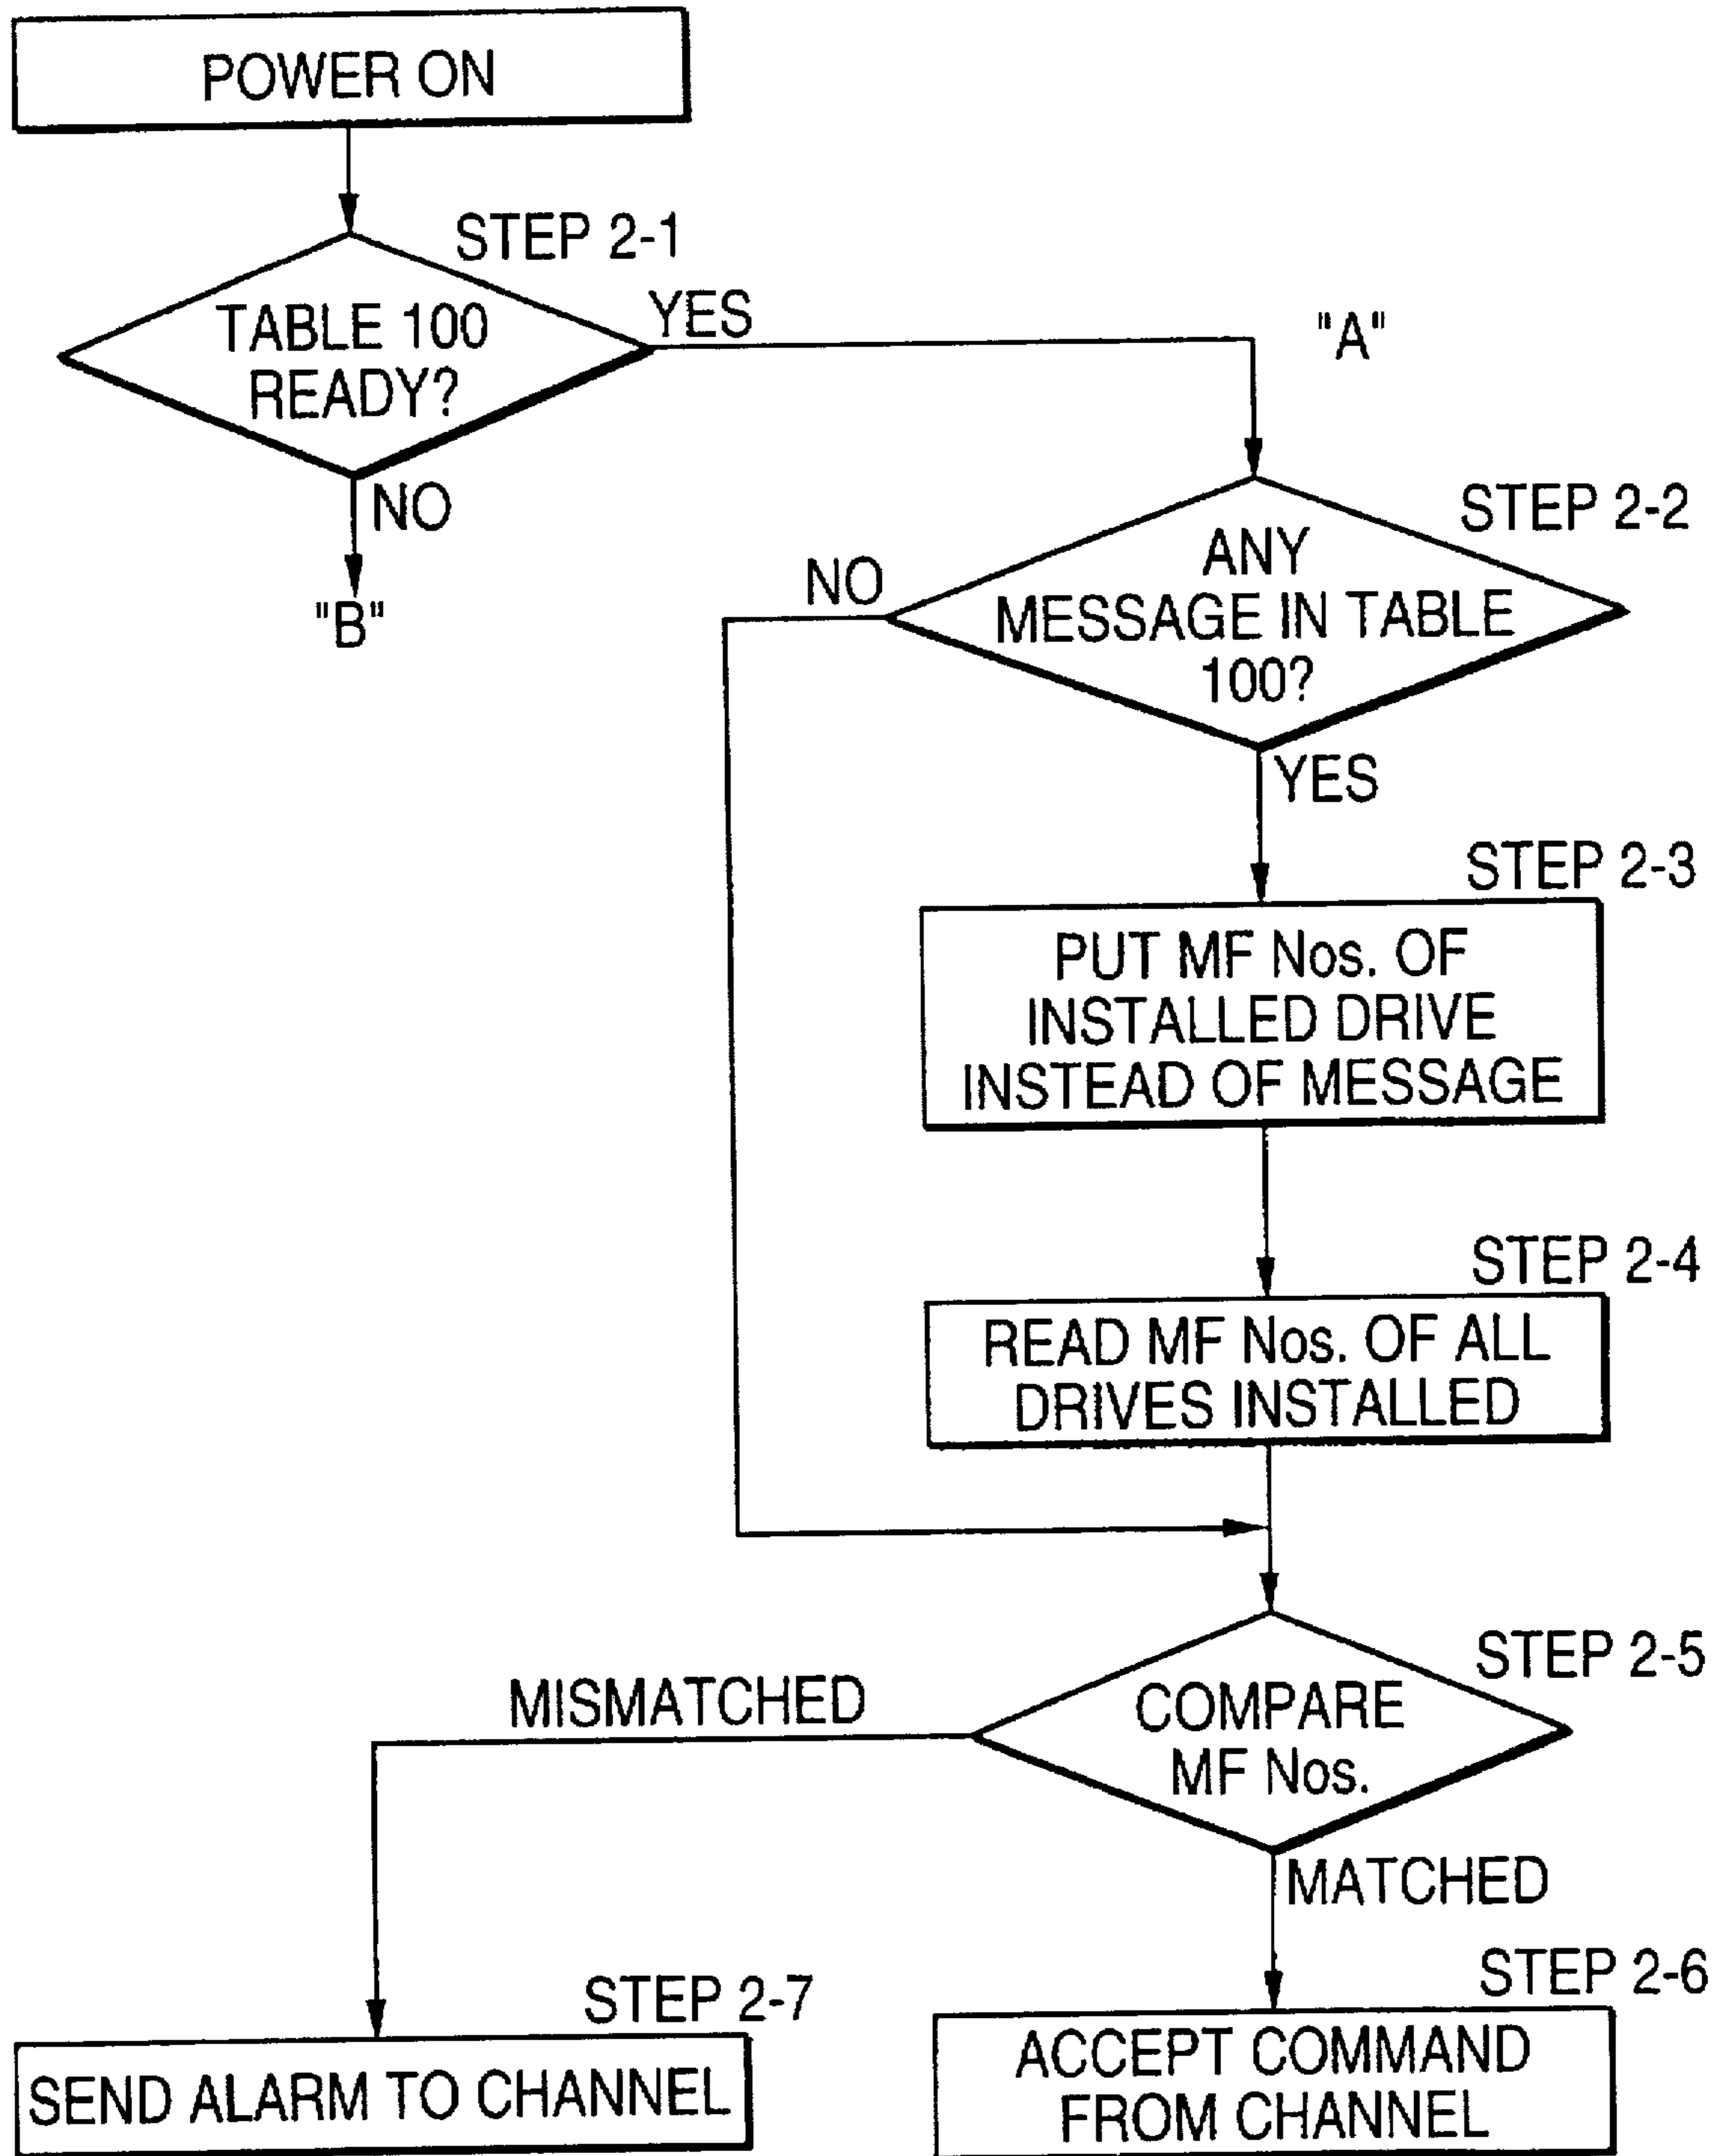 POWER ON
STEP 2-1
TABLE 100
READY?
YES
"A"
NO
"B"
STEP 2-2
ANY
MESSAGE IN TABLE
100?
NO
YES
STEP 2-3
PUT MF Nos. OF
INSTALLED DRIVE
INSTEAD OF MESSAGE
STEP 2-4
READ MF Nos. OF ALL
DRIVES INSTALLED
STEP 2-5
COMPARE
MF Nos.
MISMATCHED
MATCHED
STEP 2-7
SEND ALARM TO CHANNEL
STEP 2-6
ACCEPT COMMAND
FROM CHANNEL